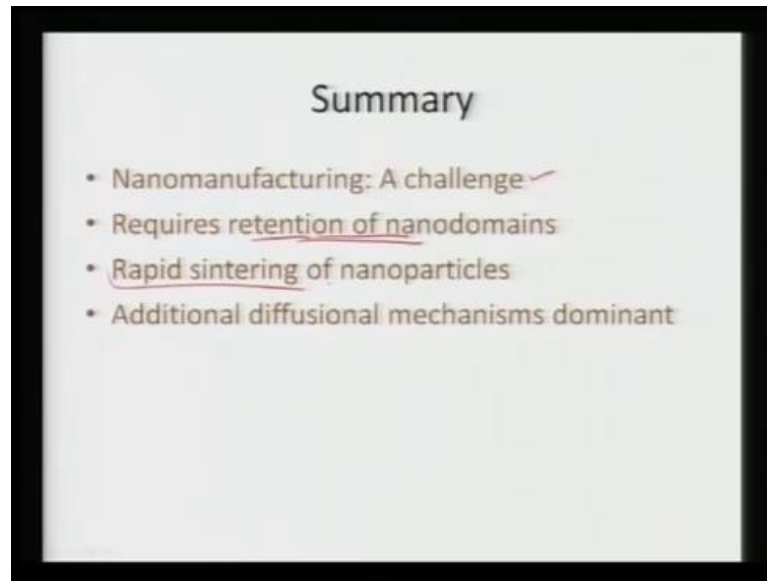 Summary
• Nanomanufacturing: A challenge
• Requires retention of nanodomains
• Rapid sintering of nanoparticles
• Additional diffusional mechanisms dominant